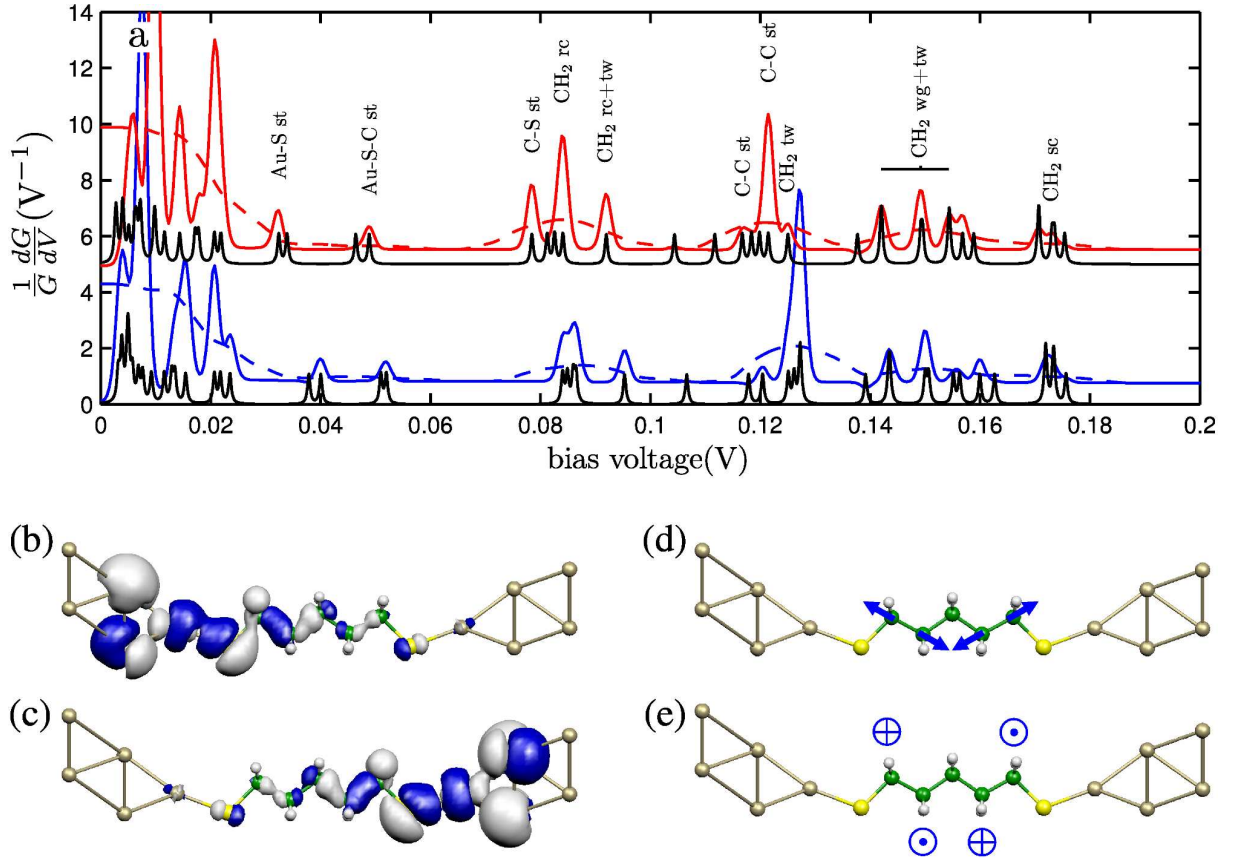 a
14
12
10
8
6
4
2
0
1/G dG/dV (V⁻¹)
Au-S st
Au-S-C st
C-S st
CH₂ rc
CH₂ rc+tw
C-C st
C-C st
CH₂ tw
CH₂ wg+tw
CH₂ sc
0 0.02 0.04 0.06 0.08 0.1 0.12 0.14 0.16 0.18 0.2
bias voltage(V)
(b)
(d)
(c)
(e)